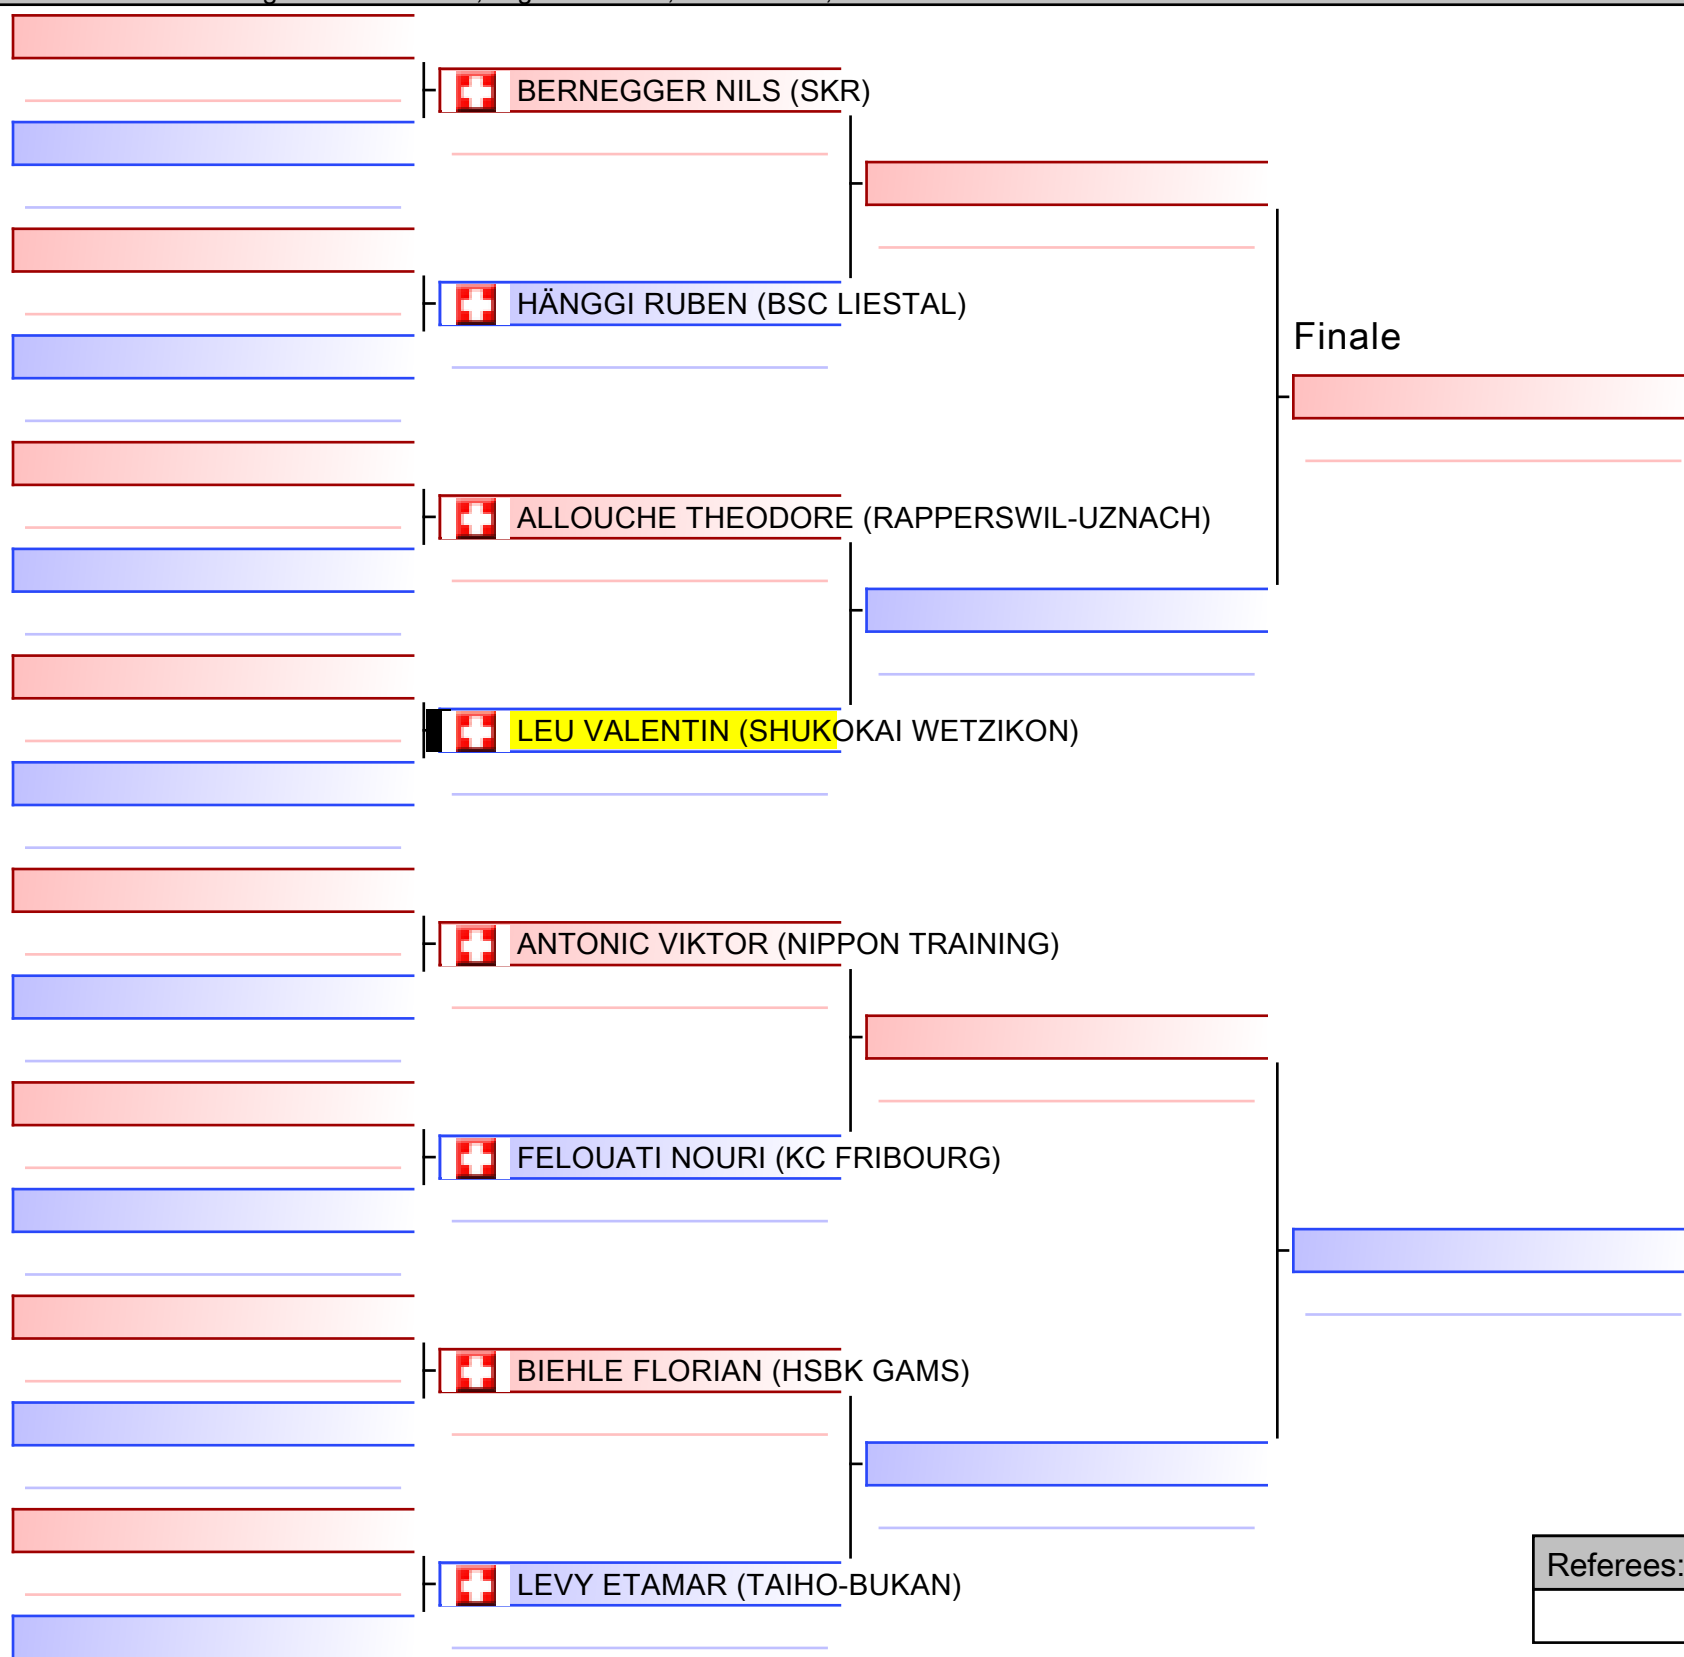 BERNEGGER NILS (SKR)
HÄNGGI RUBEN (BSC LIESTAL)
Finale
ALLOUCHE THEODORE (RAPPERSWIL-UZNACH)
LEU VALENTIN (SHUKOKAI WETZIKON)
ANTONIC VIKTOR (NIPPON TRAINING)
FELOUATI NOURI (KC FRIBOURG)
BIEHLE FLORIAN (HSBK GAMS)
Referees:
LEVY ETAMAR (TAIHO-BUKAN)